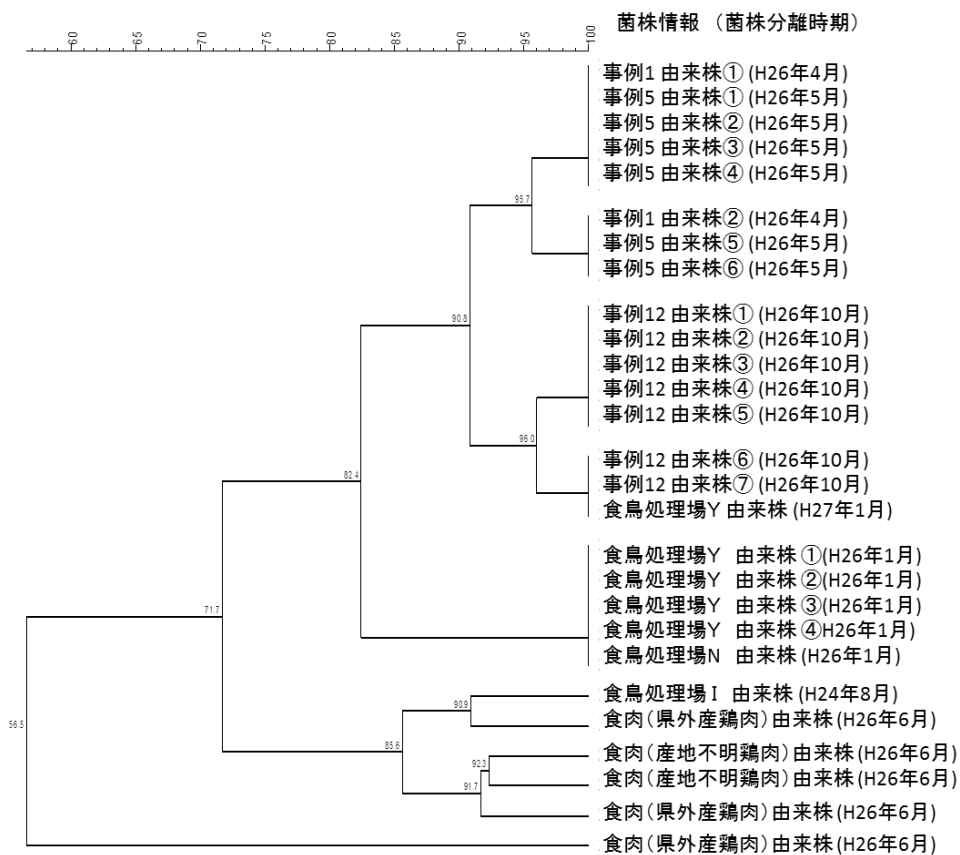 菌株情報 （菌株分離時期）
60 65 70 75 80 85 90 95 100
事例1 由来株① (H26年4月)
事例5 由来株① (H26年5月)
事例5 由来株② (H26年5月)
事例5 由来株③ (H26年5月)
事例5 由来株④ (H26年5月)
95.7
事例1 由来株② (H26年4月)
事例5 由来株⑤ (H26年5月)
事例5 由来株⑥ (H26年5月)
90.8
事例12 由来株① (H26年10月)
事例12 由来株② (H26年10月)
事例12 由来株③ (H26年10月)
事例12 由来株④ (H26年10月)
事例12 由来株⑤ (H26年10月)
96.0
事例12 由来株⑥ (H26年10月)
事例12 由来株⑦ (H26年10月)
82.4
食鳥処理場Y 由来株 (H27年1月)
食鳥処理場Y 由来株 ①(H26年1月)
食鳥処理場Y 由来株 ②(H26年1月)
食鳥処理場Y 由来株 ③(H26年1月)
71.7
食鳥処理場Y 由来株 ④H26年1月)
食鳥処理場N 由来株 (H26年1月)
食鳥処理場I 由来株 (H24年8月)
90.9
56.5
食肉（県外産鶏肉）由来株 (H26年6月)
85.6
食肉（産地不明鶏肉）由来株 (H26年6月)
92.3
食肉（産地不明鶏肉）由来株 (H26年6月)
91.7
食肉（県外産鶏肉）由来株 (H26年6月)
食肉（県外産鶏肉）由来株 (H26年6月)